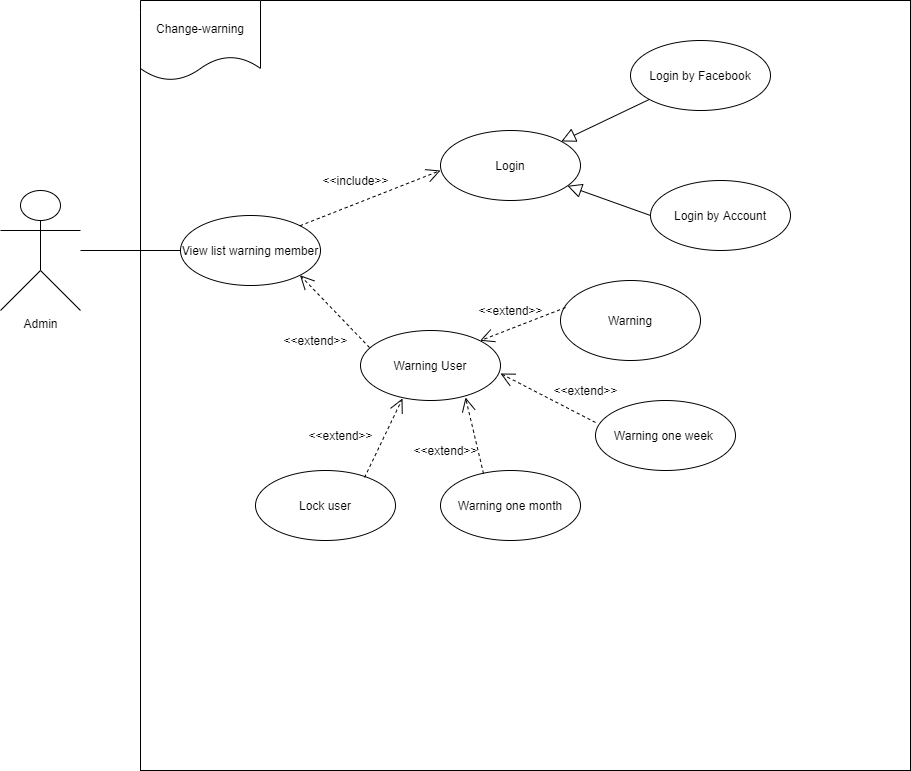 Change-warning
Login by Facebook
Login
<<include>>
Login by Account
View list warning member
Admin
<<extend>>
Warning
<<extend>>
Warning User
<<extend>>
Warning one week
<<extend>>
<<extend>>
Lock user
Warning one month